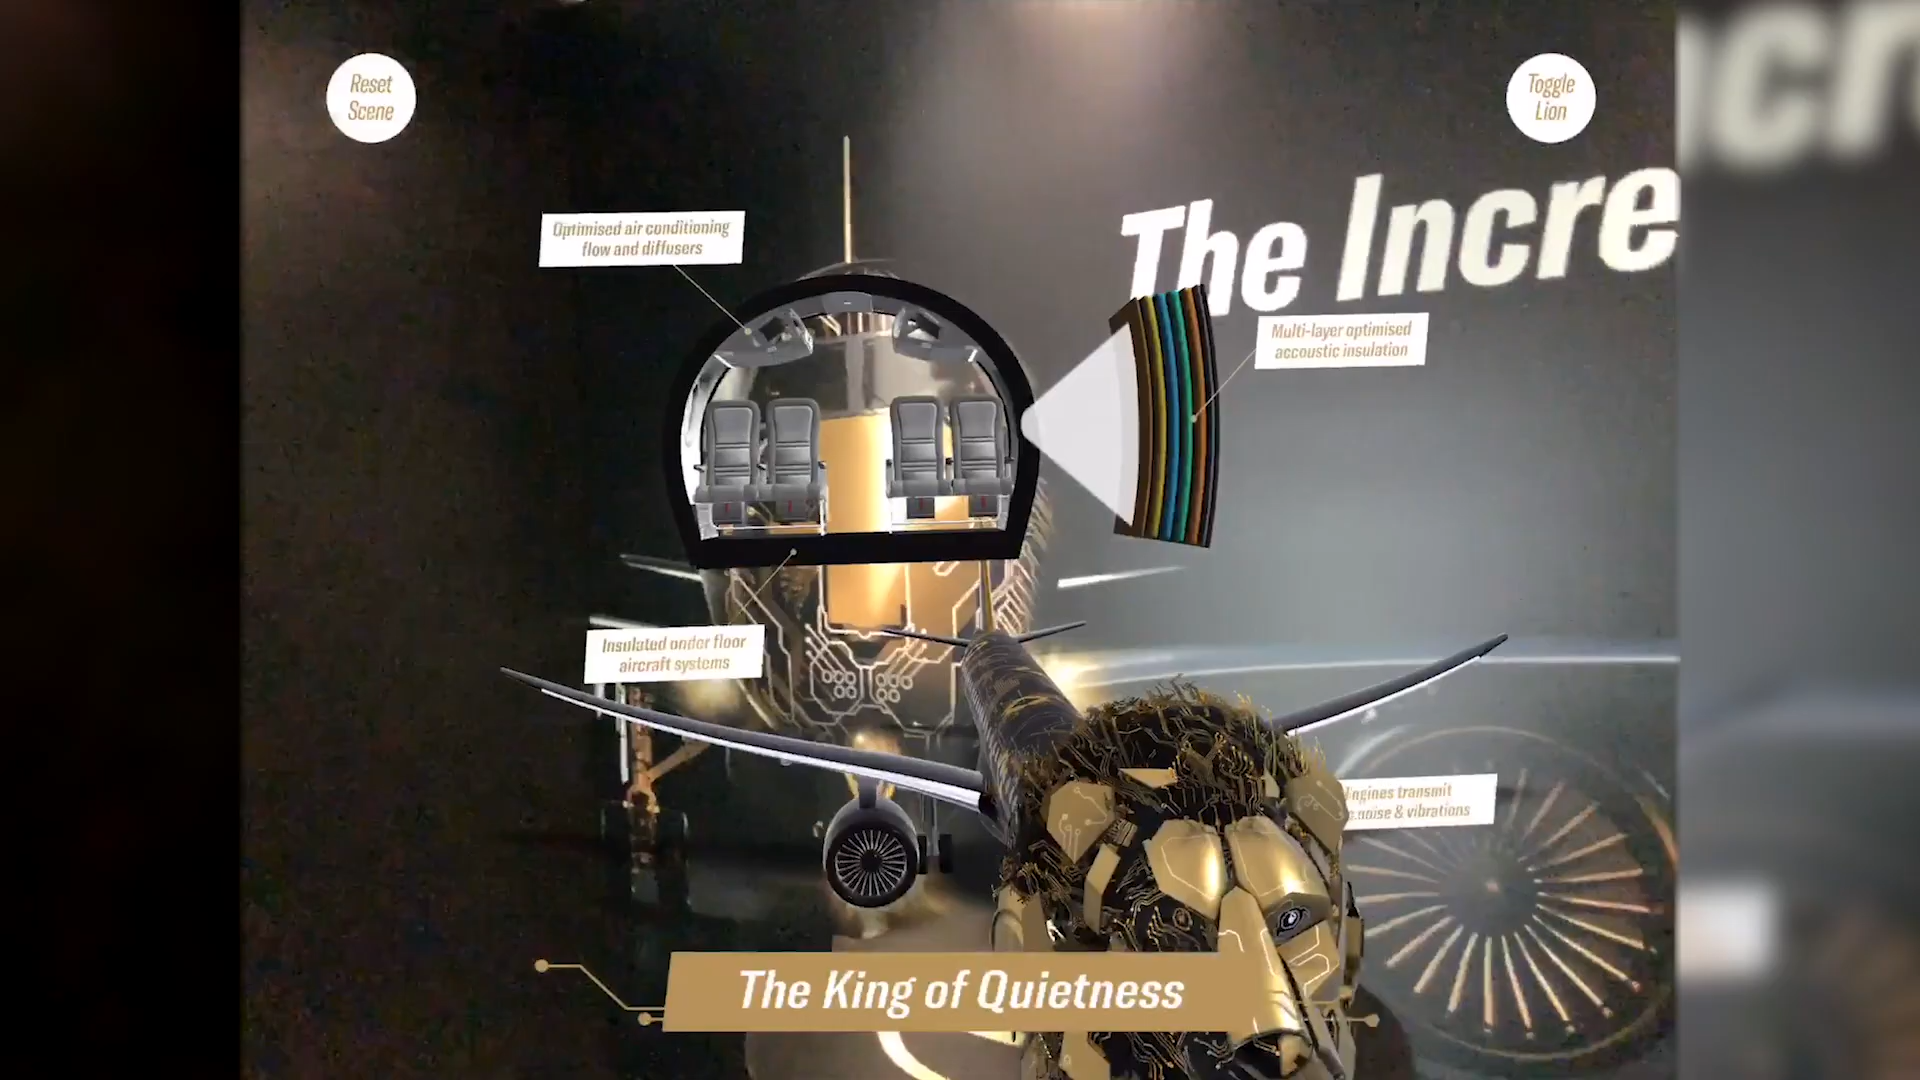 Reset
Scene
Toggle
Lion
The Incre
Optimised air conditioning
flow and diffusers
Multi-layer optimised
accoustic insulation
Insulated under floor
aircraft systems
transmit
noise & vibrations
The King of Quietness